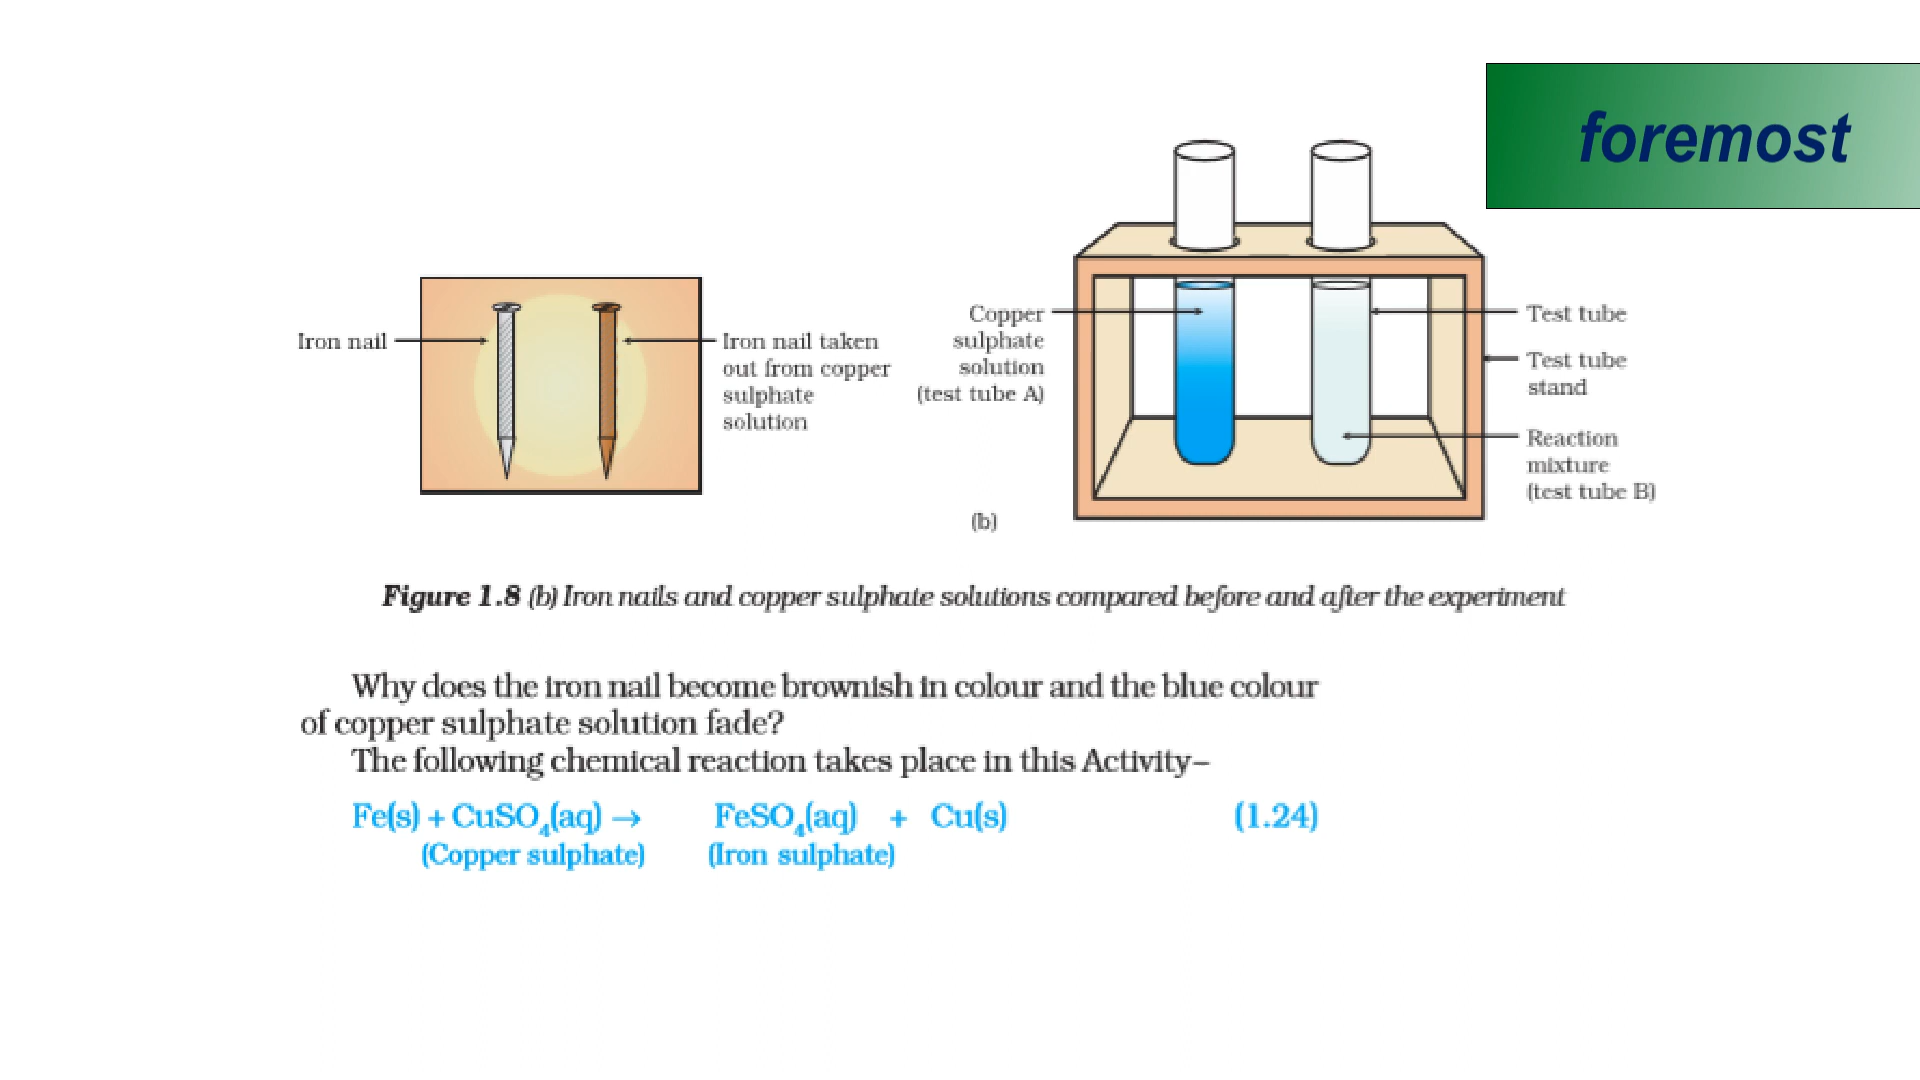 foremost
Iron nail
Iron nail taken
out from copper
sulphate
solution
Copper
sulphate
solution
(test tube A)
Test tube
Test tube
stand
Reaction
mixture
(test tube B)
(b)
Figure 1.8 (b) Iron nails and copper sulphate solutions compared before and after the experiment
Why does the iron nail become brownish in colour and the blue colour
of copper sulphate solution fade?
The following chemical reaction takes place in this Activity–
Fe(s) + CuSO₄(aq) → FeSO₄(aq) + Cu(s) (1.24)
(Copper sulphate) (Iron sulphate)